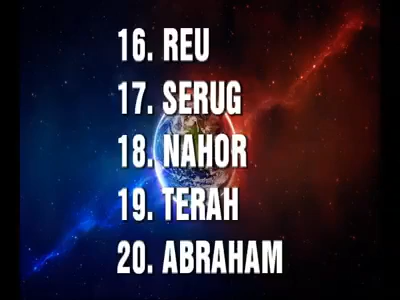 16. REU
17. SERUG
18. NAHOR
19. TERAH
20. ABRAHAM